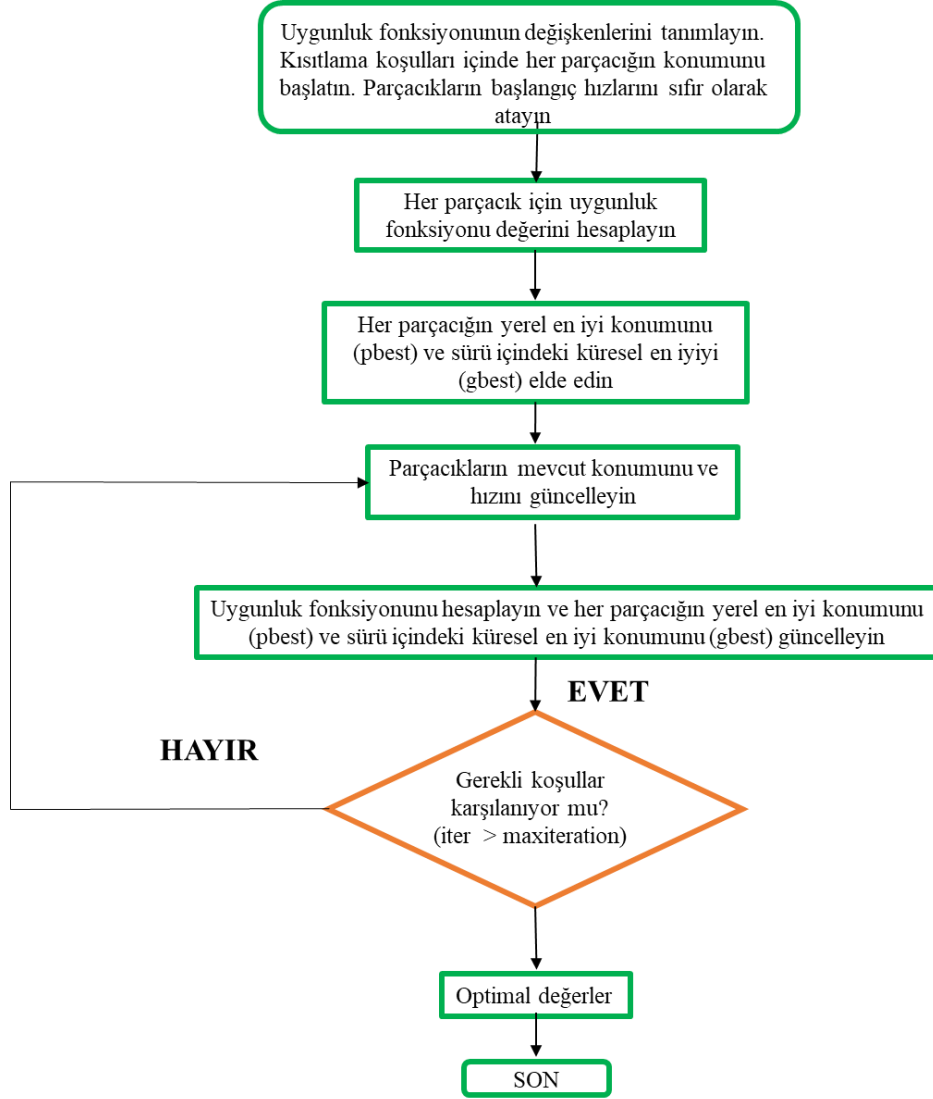 Uygunluk fonksiyonunun değişkenlerini tanımlayın.
Kısıtlama koşulları içinde her parçacığın konumunu
başlatın. Parçacıkların başlangıç hızlarını sıfır olarak
atayın
Her parçacık için uygunluk
fonksiyonu değerini hesaplayın
Her parçacığın yerel en iyi konumunu
(pbest) ve sürü içindeki küresel en iyiyi
(gbest) elde edin
Parçacıkların mevcut konumunu ve
hızını güncelleyin
Uygunluk fonksiyonunu hesaplayın ve her parçacığın yerel en iyi konumunu
(pbest) ve sürü içindeki küresel en iyi konumunu (gbest) güncelleyin
EVET
HAYIR
Gerekli koşullar
karşılanıyor mu?
(iter > maxiteration)
Optimal değerler
SON